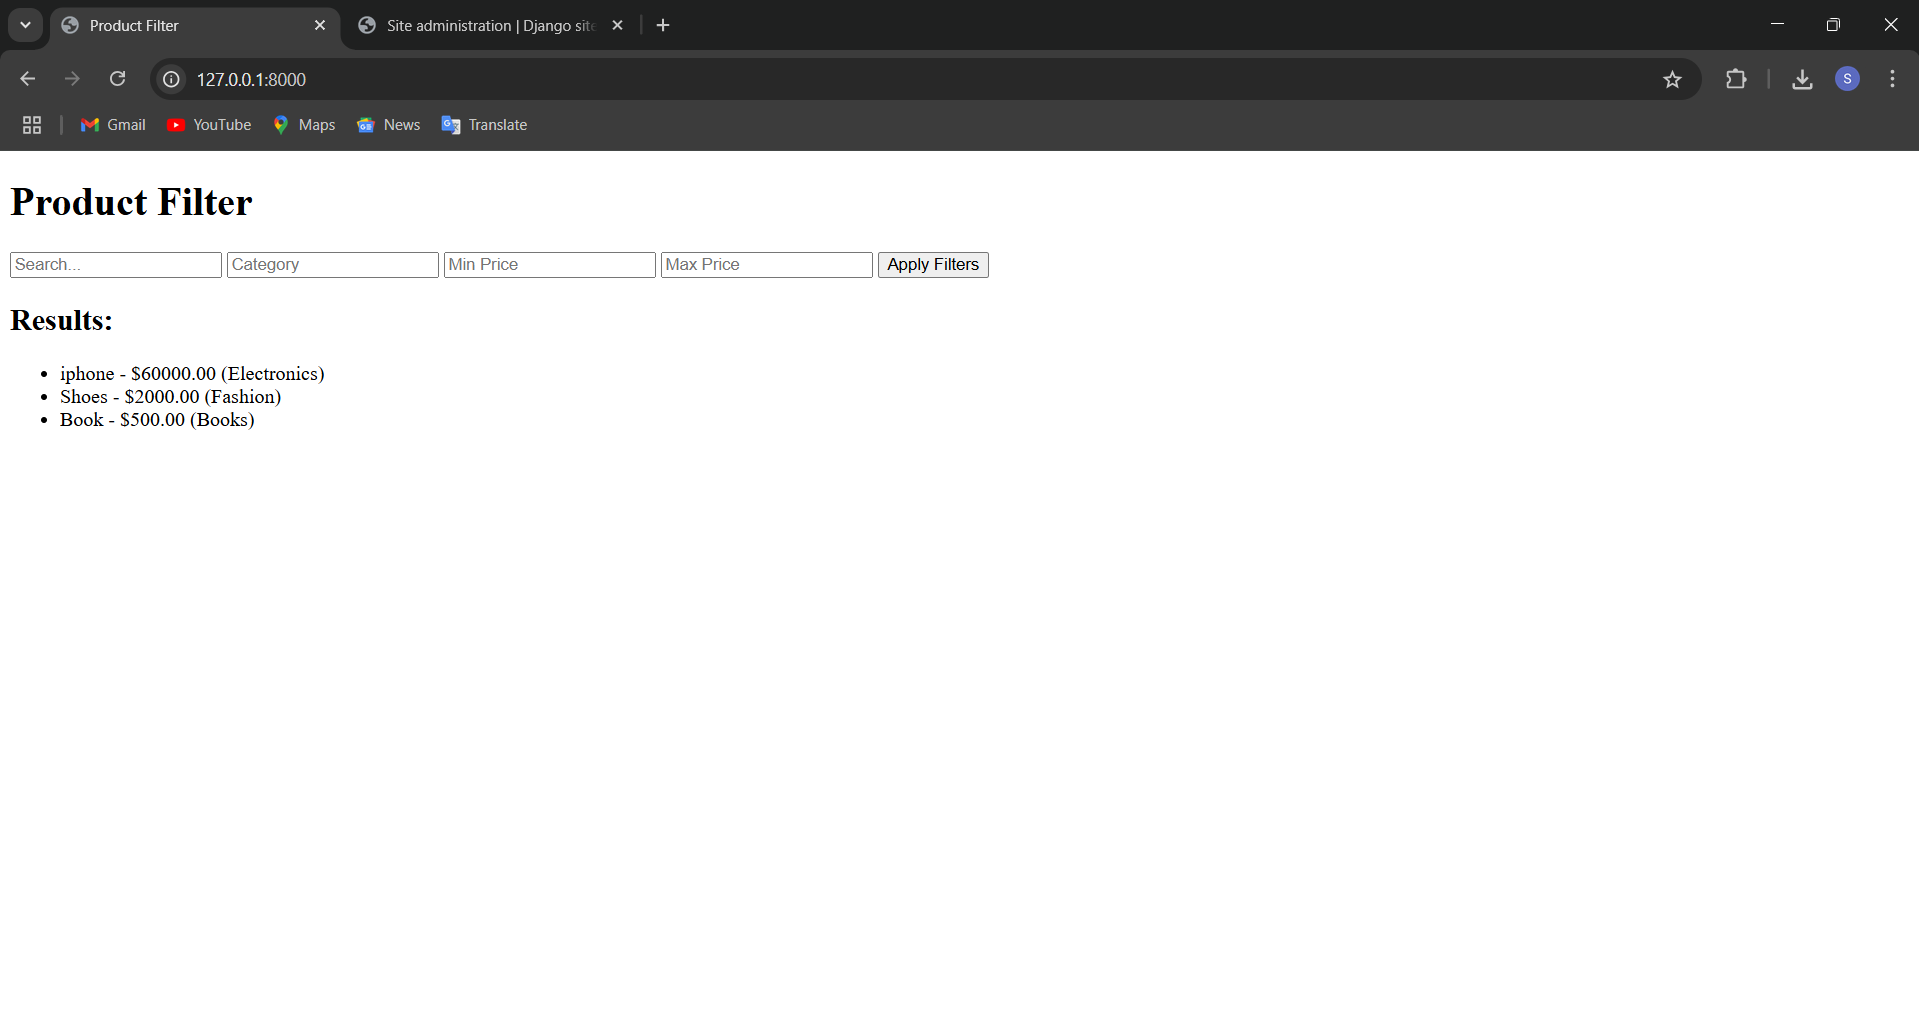 Product Filter
Site administration | Django site
127.0.0.1:8000
S
Gmail
YouTube
Maps
News
Translate
Product Filter
Search...
Category
Min Price
Max Price
Apply Filters
Results:
• iphone - $60000.00 (Electronics)
• Shoes - $2000.00 (Fashion)
• Book - $500.00 (Books)